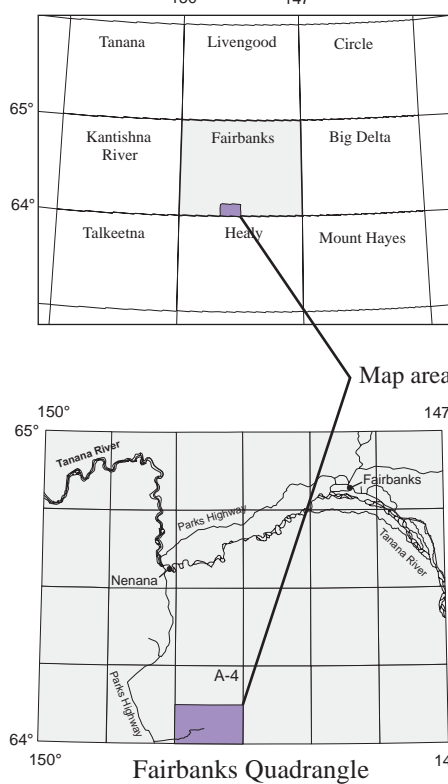 147°
Tanana Livengood Circle
65°
Kantishna
River
Fairbanks Big Delta
64°
Talkeetna Healy Mount Hayes
Map area
150° 147
65°
Tanana River
Fairbanks
Parks Highway
Tanana
River
Nenana
A-4
Parks Highway
64°
150°
Fairbanks Quadrangle